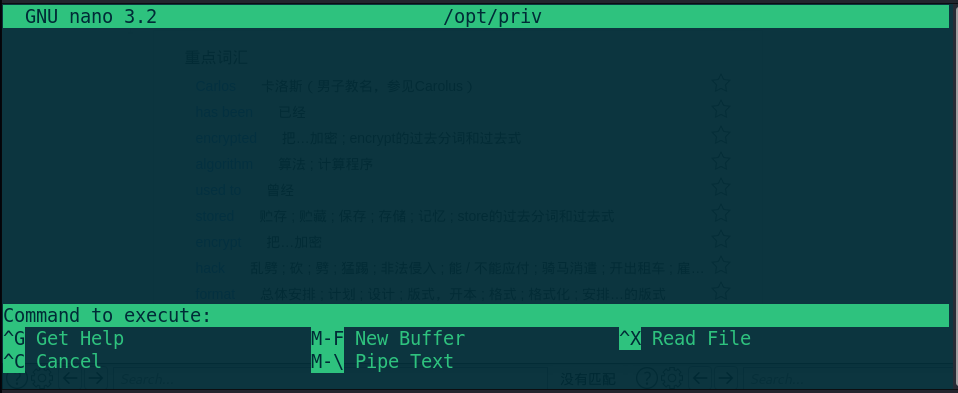 GNU nano 3.2 /opt/priv
重点词汇
Carlos 卡洛斯（男子教名，参见Carolus）
has been 已经
encrypted 把…加密；encrypt的过去分词和过去式
algorithm 算法；计算程序
used to 曾经
stored 贮存；贮藏；保存；存储；记忆；store的过去分词和过去式
encrypt 把…加密
hack 乱劈；砍；劈；猛踢；非法侵入；能/不能应付；骑马消遣；开出租车；
format 总体安排；计划；设计；版式，开本；格式；格式化；安排…的版式
Command to execute:
^G Get Help M-F New Buffer ^X Read File
^C Cancel M-\ Pipe Text
Search... 没有匹配 Search...